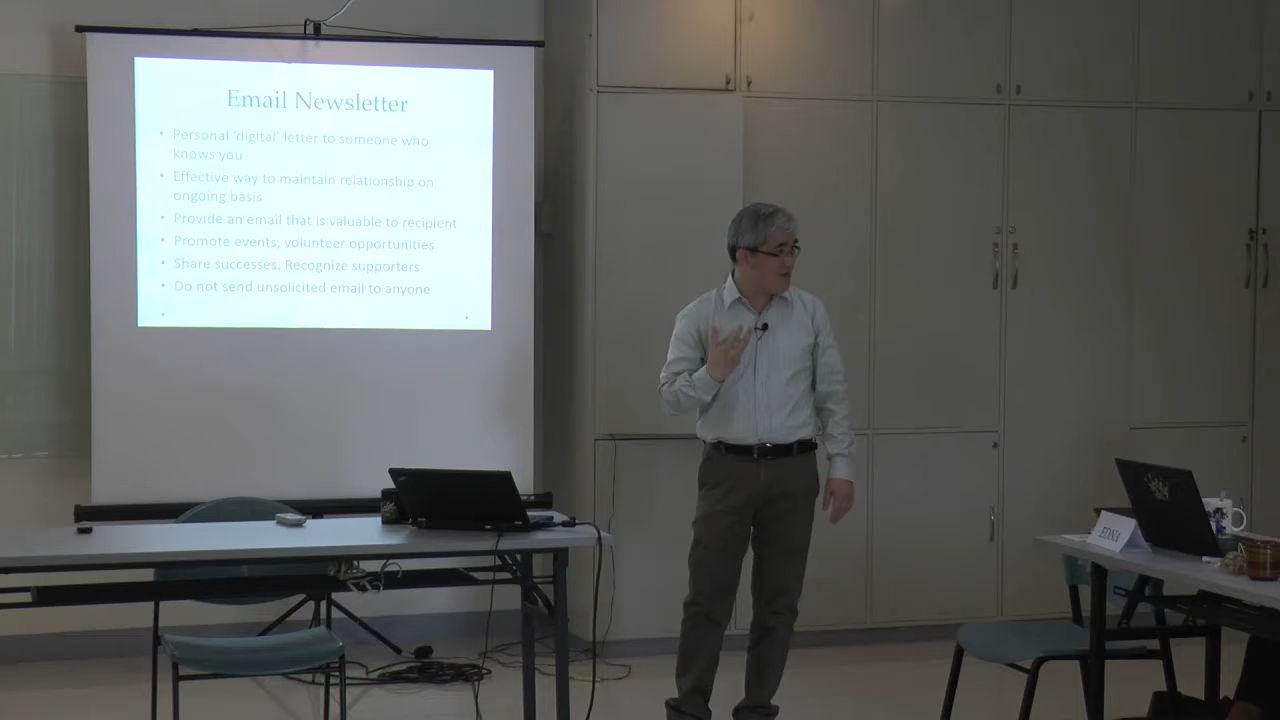 Email Newsletter
• Personal 'digital' letter to someone who
knows you
• Effective way to maintain relationship on
ongoing basis
• Provide an email that is valuable to recipient
• Promote events, volunteer opportunities
• Share successes. Recognize supporters
• Do not send unsolicited email to anyone
EDNA